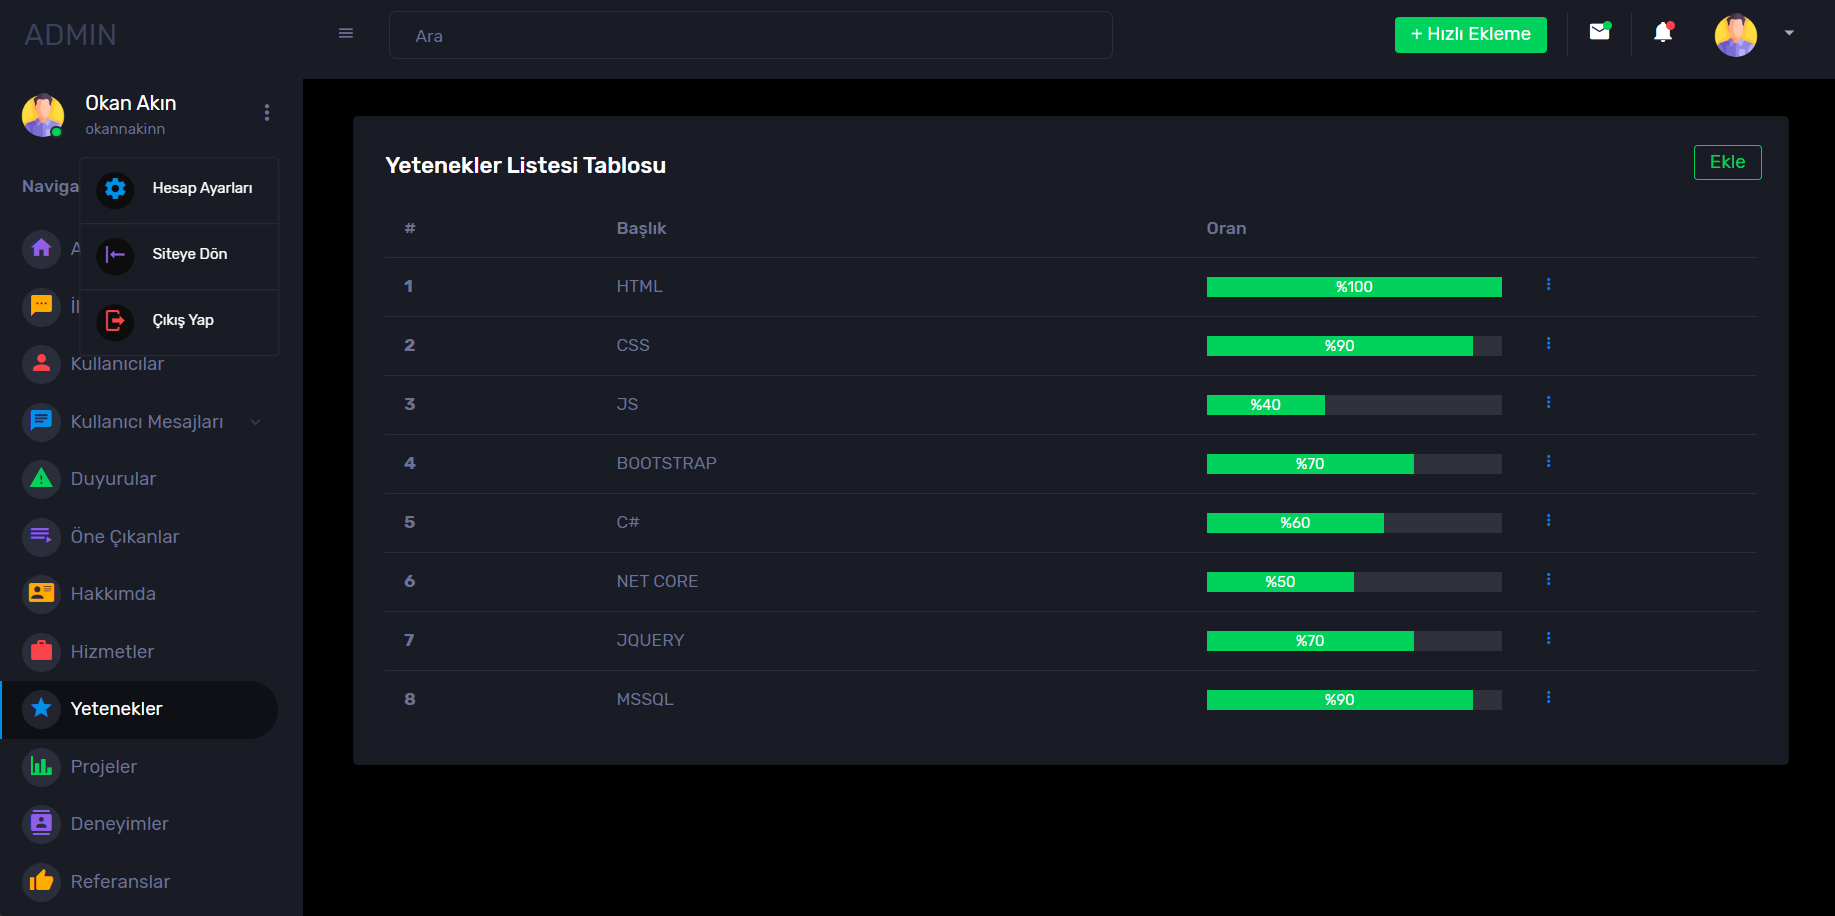 ADMIN
Ara
+ Hızlı Ekleme
Okan Akın
okannakinn
Naviga
Hesap Ayarları
A
Siteye Dön
İl
Çıkış Yap
Kullanıcılar
Kullanıcı Mesajları
Duyurular
Öne Çıkanlar
Hakkımda
Hizmetler
Yetenekler
Projeler
Deneyimler
Referanslar
Yetenekler Listesi Tablosu
Ekle
# Başlık Oran
1 HTML %100
2 CSS %90
3 JS %40
4 BOOTSTRAP %70
5 C# %60
6 NET CORE %50
7 JQUERY %70
8 MSSQL %90